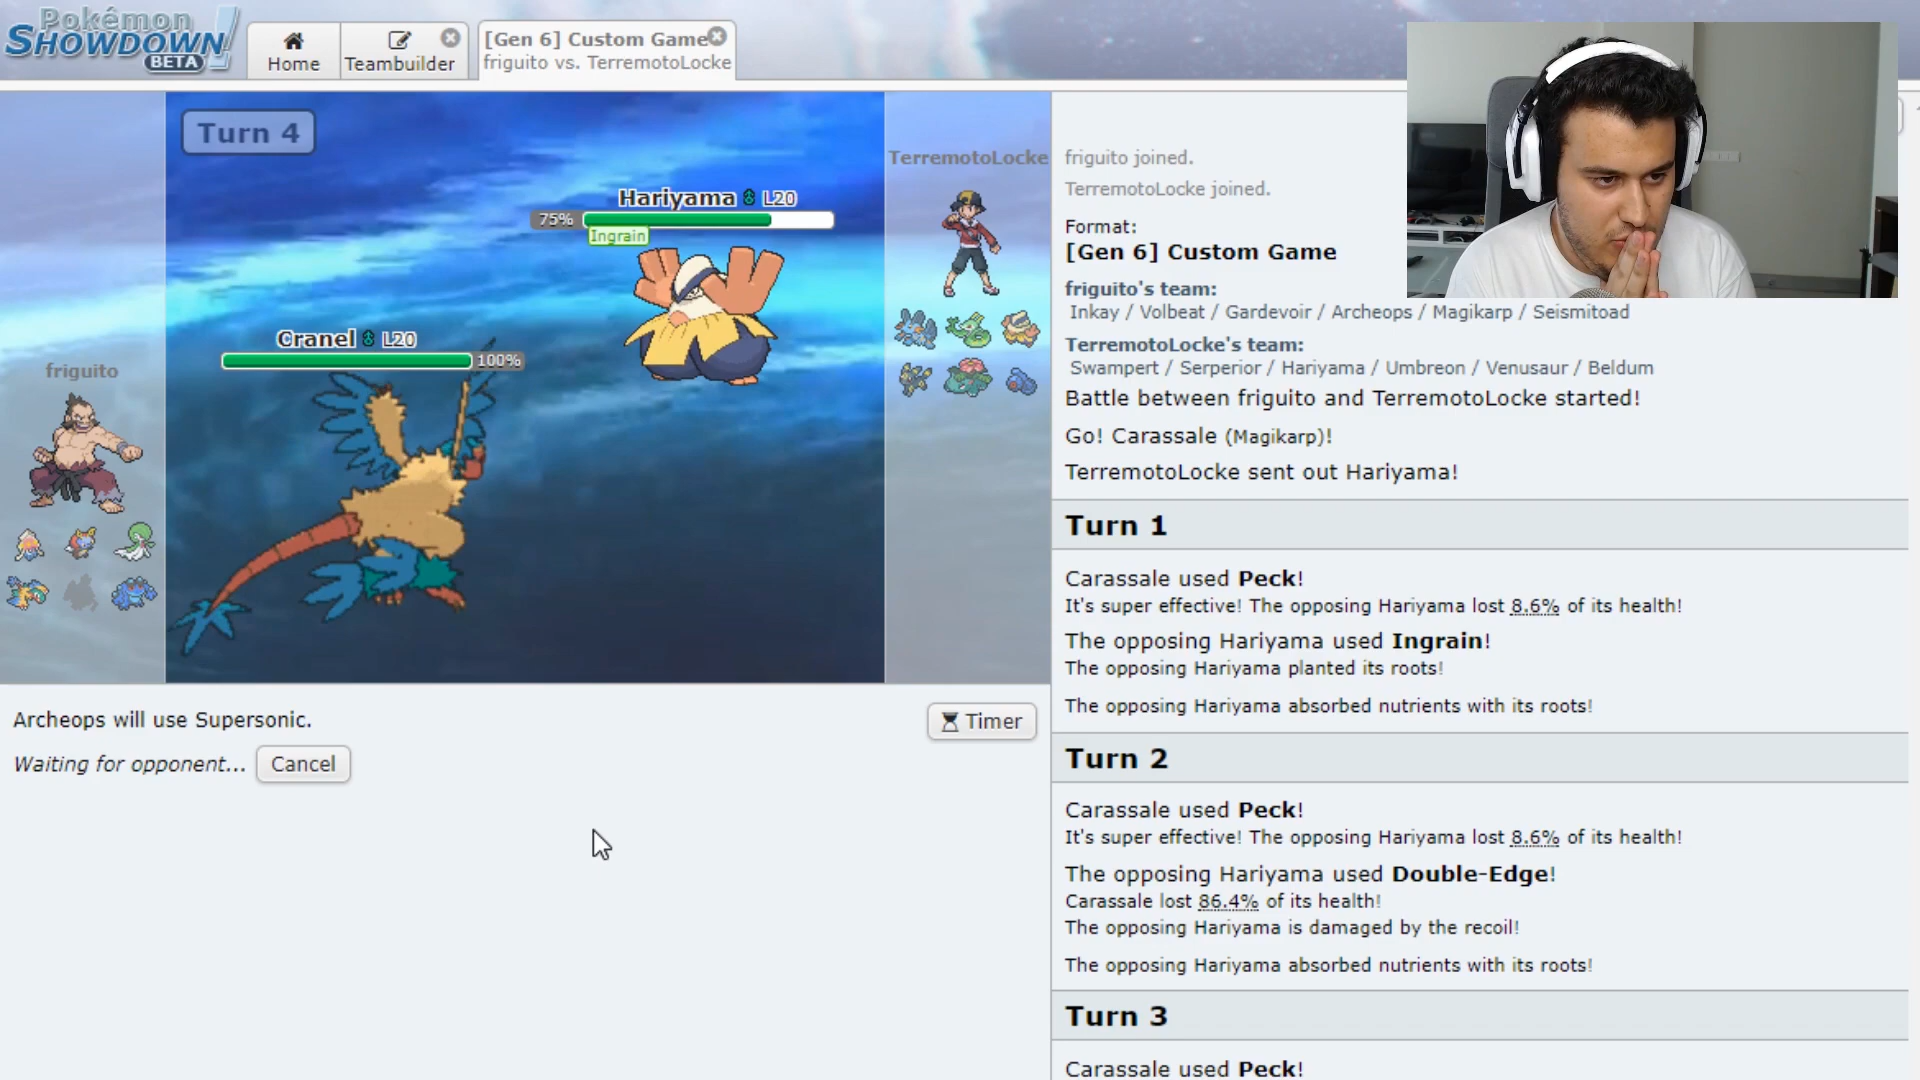 Pokémon
SHOWDOWN!
BETA
Home
Teambuilder
[Gen 6] Custom Game
friguito vs. TerremotoLocke
Turn 4
Hariyama L20
75%
Ingrain
Cranel L20
100%
friguito
TerremotoLocke
Archeops will use Supersonic.
Waiting for opponent...
Cancel
Timer
friguito joined.
TerremotoLocke joined.
Format:
[Gen 6] Custom Game
friguito's team:
Inkay / Volbeat / Gardevoir / Archeops / Magikarp / Seismitoad
TerremotoLocke's team:
Swampert / Serperior / Hariyama / Umbreon / Venusaur / Beldum
Battle between friguito and TerremotoLocke started!
Go! Carassale (Magikarp)!
TerremotoLocke sent out Hariyama!
Turn 1
Carassale used Peck!
It's super effective! The opposing Hariyama lost 8.6% of its health!
The opposing Hariyama used Ingrain!
The opposing Hariyama planted its roots!
The opposing Hariyama absorbed nutrients with its roots!
Turn 2
Carassale used Peck!
It's super effective! The opposing Hariyama lost 8.6% of its health!
The opposing Hariyama used Double-Edge!
Carassale lost 86.4% of its health!
The opposing Hariyama is damaged by the recoil!
The opposing Hariyama absorbed nutrients with its roots!
Turn 3
Carassale used Peck!